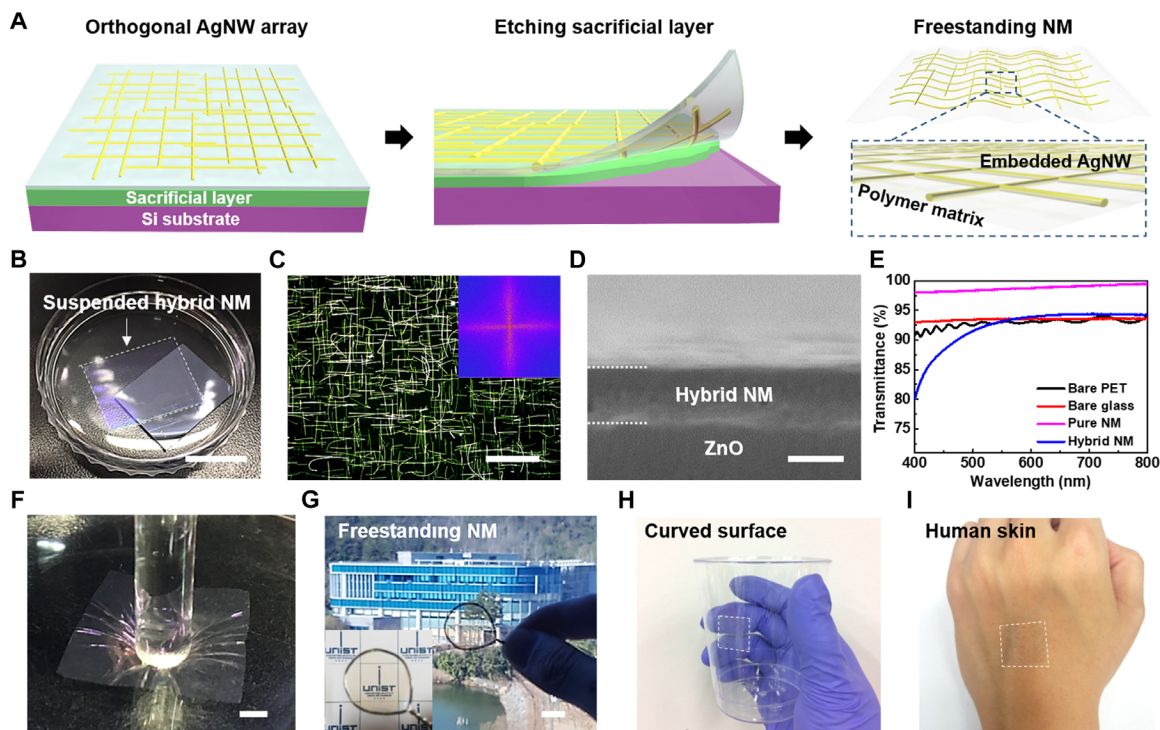 A
Orthogonal AgNW array
Etching sacrificial layer
Freestanding NM
Sacrificial layer
Si substrate
Embedded AgNW
Polymer matrix
B
Suspended hybrid NM
C
D
Hybrid NM
ZnO
E
Transmittance (%)
100
95
90
85
80
75
Bare PET
Bare glass
Pure NM
Hybrid NM
400
500
600
700
800
Wavelength (nm)
F
G
Freestanding NM
UNIST
UNIST
UNIST
H
Curved surface
I
Human skin